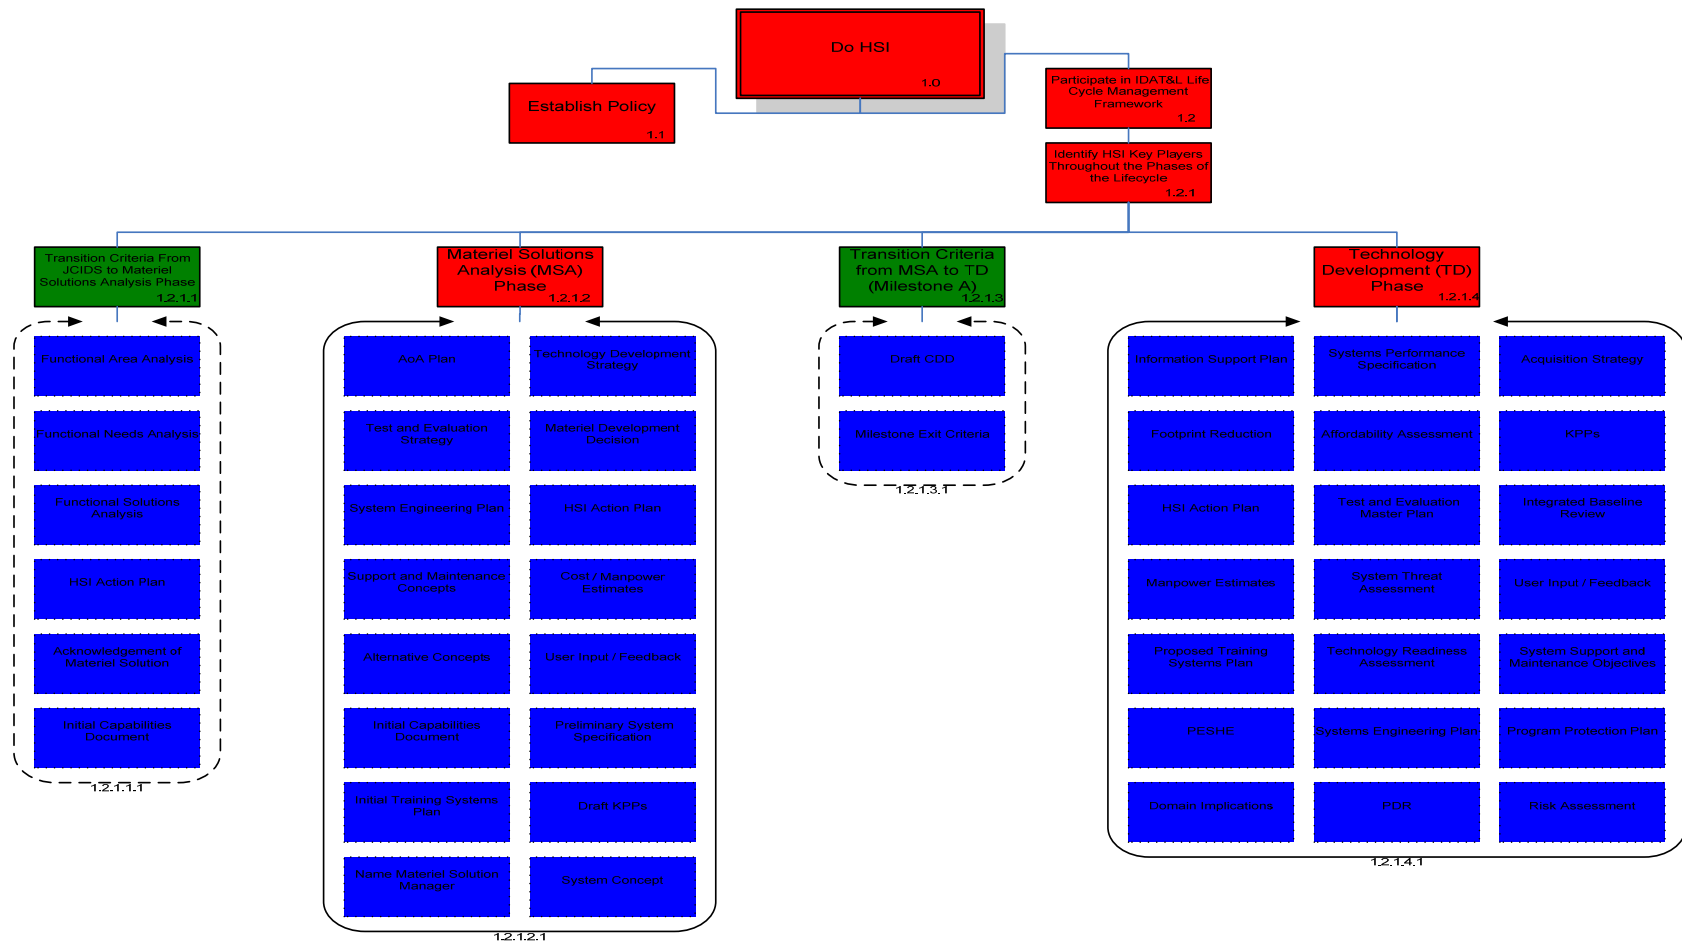 Do HSI
1.0
Establish Policy
1.1
Participate in IDAT&L Life
Cycle Management
Framework
1.2
Identify HSI Key Players
Throughout the Phases of
the Lifecycle
1.2.1
Transition Criteria From
JCIDS to Materiel
Solutions Analysis Phase
1.2.1.1
Materiel Solutions
Analysis (MSA)
Phase
1.2.1.2
Transition Criteria
from MSA to TD
(Milestone A)
1.2.1.3
Technology
Development (TD)
Phase
1.2.1.4
Functional Area Analysis
Functional Needs Analysis
Functional Solutions
Analysis
HSI Action Plan
Acknowledgement of
Materiel Solution
Initial Capabilities
Document
1.2.1.1.1
AoA Plan
Technology Development
Strategy
Test and Evaluation
Strategy
Materiel Development
Decision
System Engineering Plan
HSI Action Plan
Support and Maintenance
Concepts
Cost / Manpower
Estimates
Alternative Concepts
User Input / Feedback
Initial Capabilities
Document
Preliminary System
Specification
Initial Training Systems
Plan
Draft KPPs
Name Materiel Solution
Manager
System Concept
1.2.1.2.1
Draft CDD
Milestone Exit Criteria
1.2.1.3.1
Information Support Plan
Systems Performance
Specification
Acquisition Strategy
Footprint Reduction
Affordability Assessment
KPPs
HSI Action Plan
Test and Evaluation
Master Plan
Integrated Baseline
Review
Manpower Estimates
System Threat
Assessment
User Input / Feedback
Proposed Training
Systems Plan
Technology Readiness
Assessment
System Support and
Maintenance Objectives
PESHE
Systems Engineering Plan
Program Protection Plan
Domain Implications
PDR
Risk Assessment
1.2.1.4.1